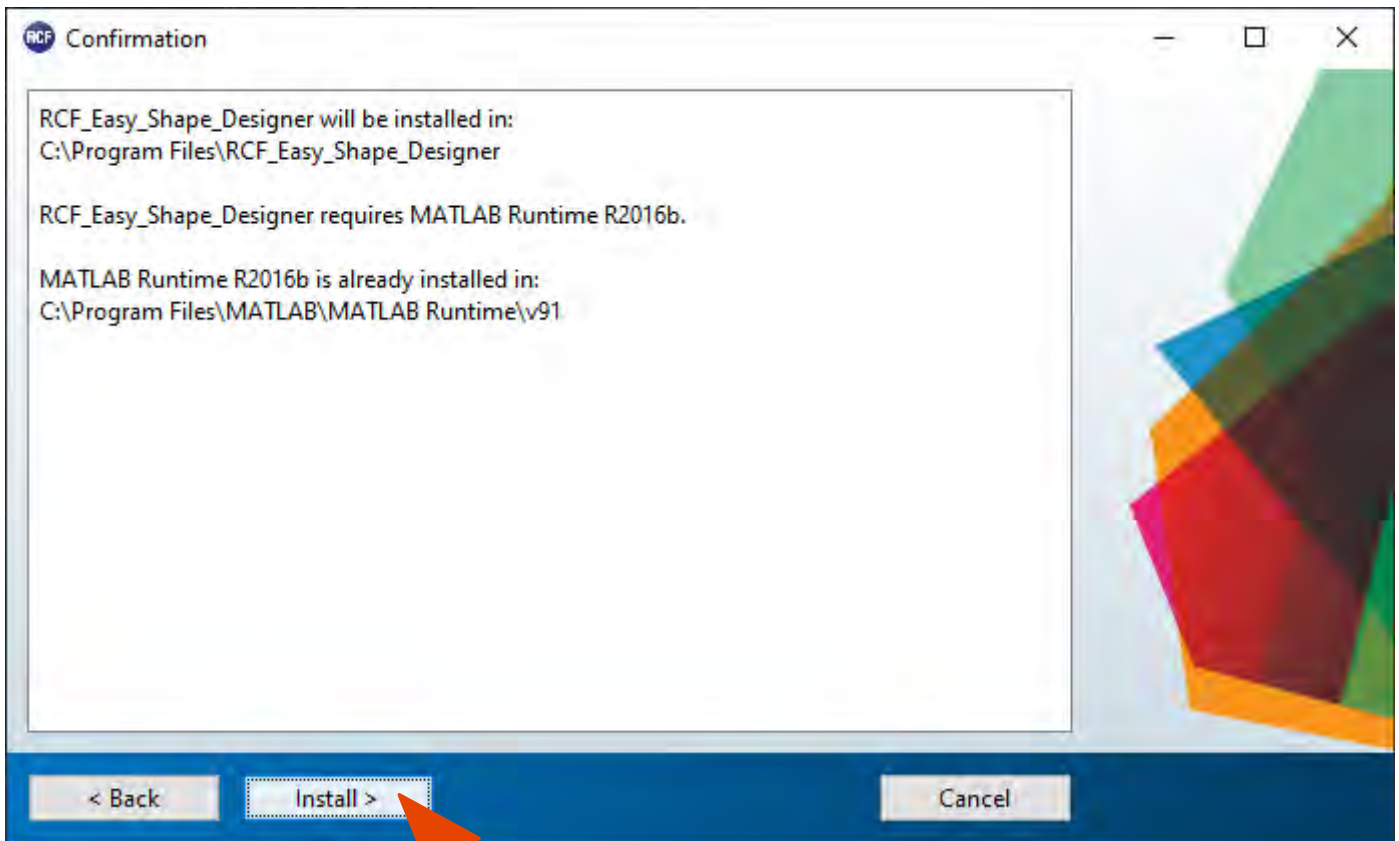 RCF Confirmation
RCF_Easy_Shape_Designer will be installed in:
C:\Program Files\RCF_Easy_Shape_Designer
RCF_Easy_Shape_Designer requires MATLAB Runtime R2016b.
MATLAB Runtime R2016b is already installed in:
C:\Program Files\MATLAB\MATLAB Runtime\v91
< Back
Install >
Cancel